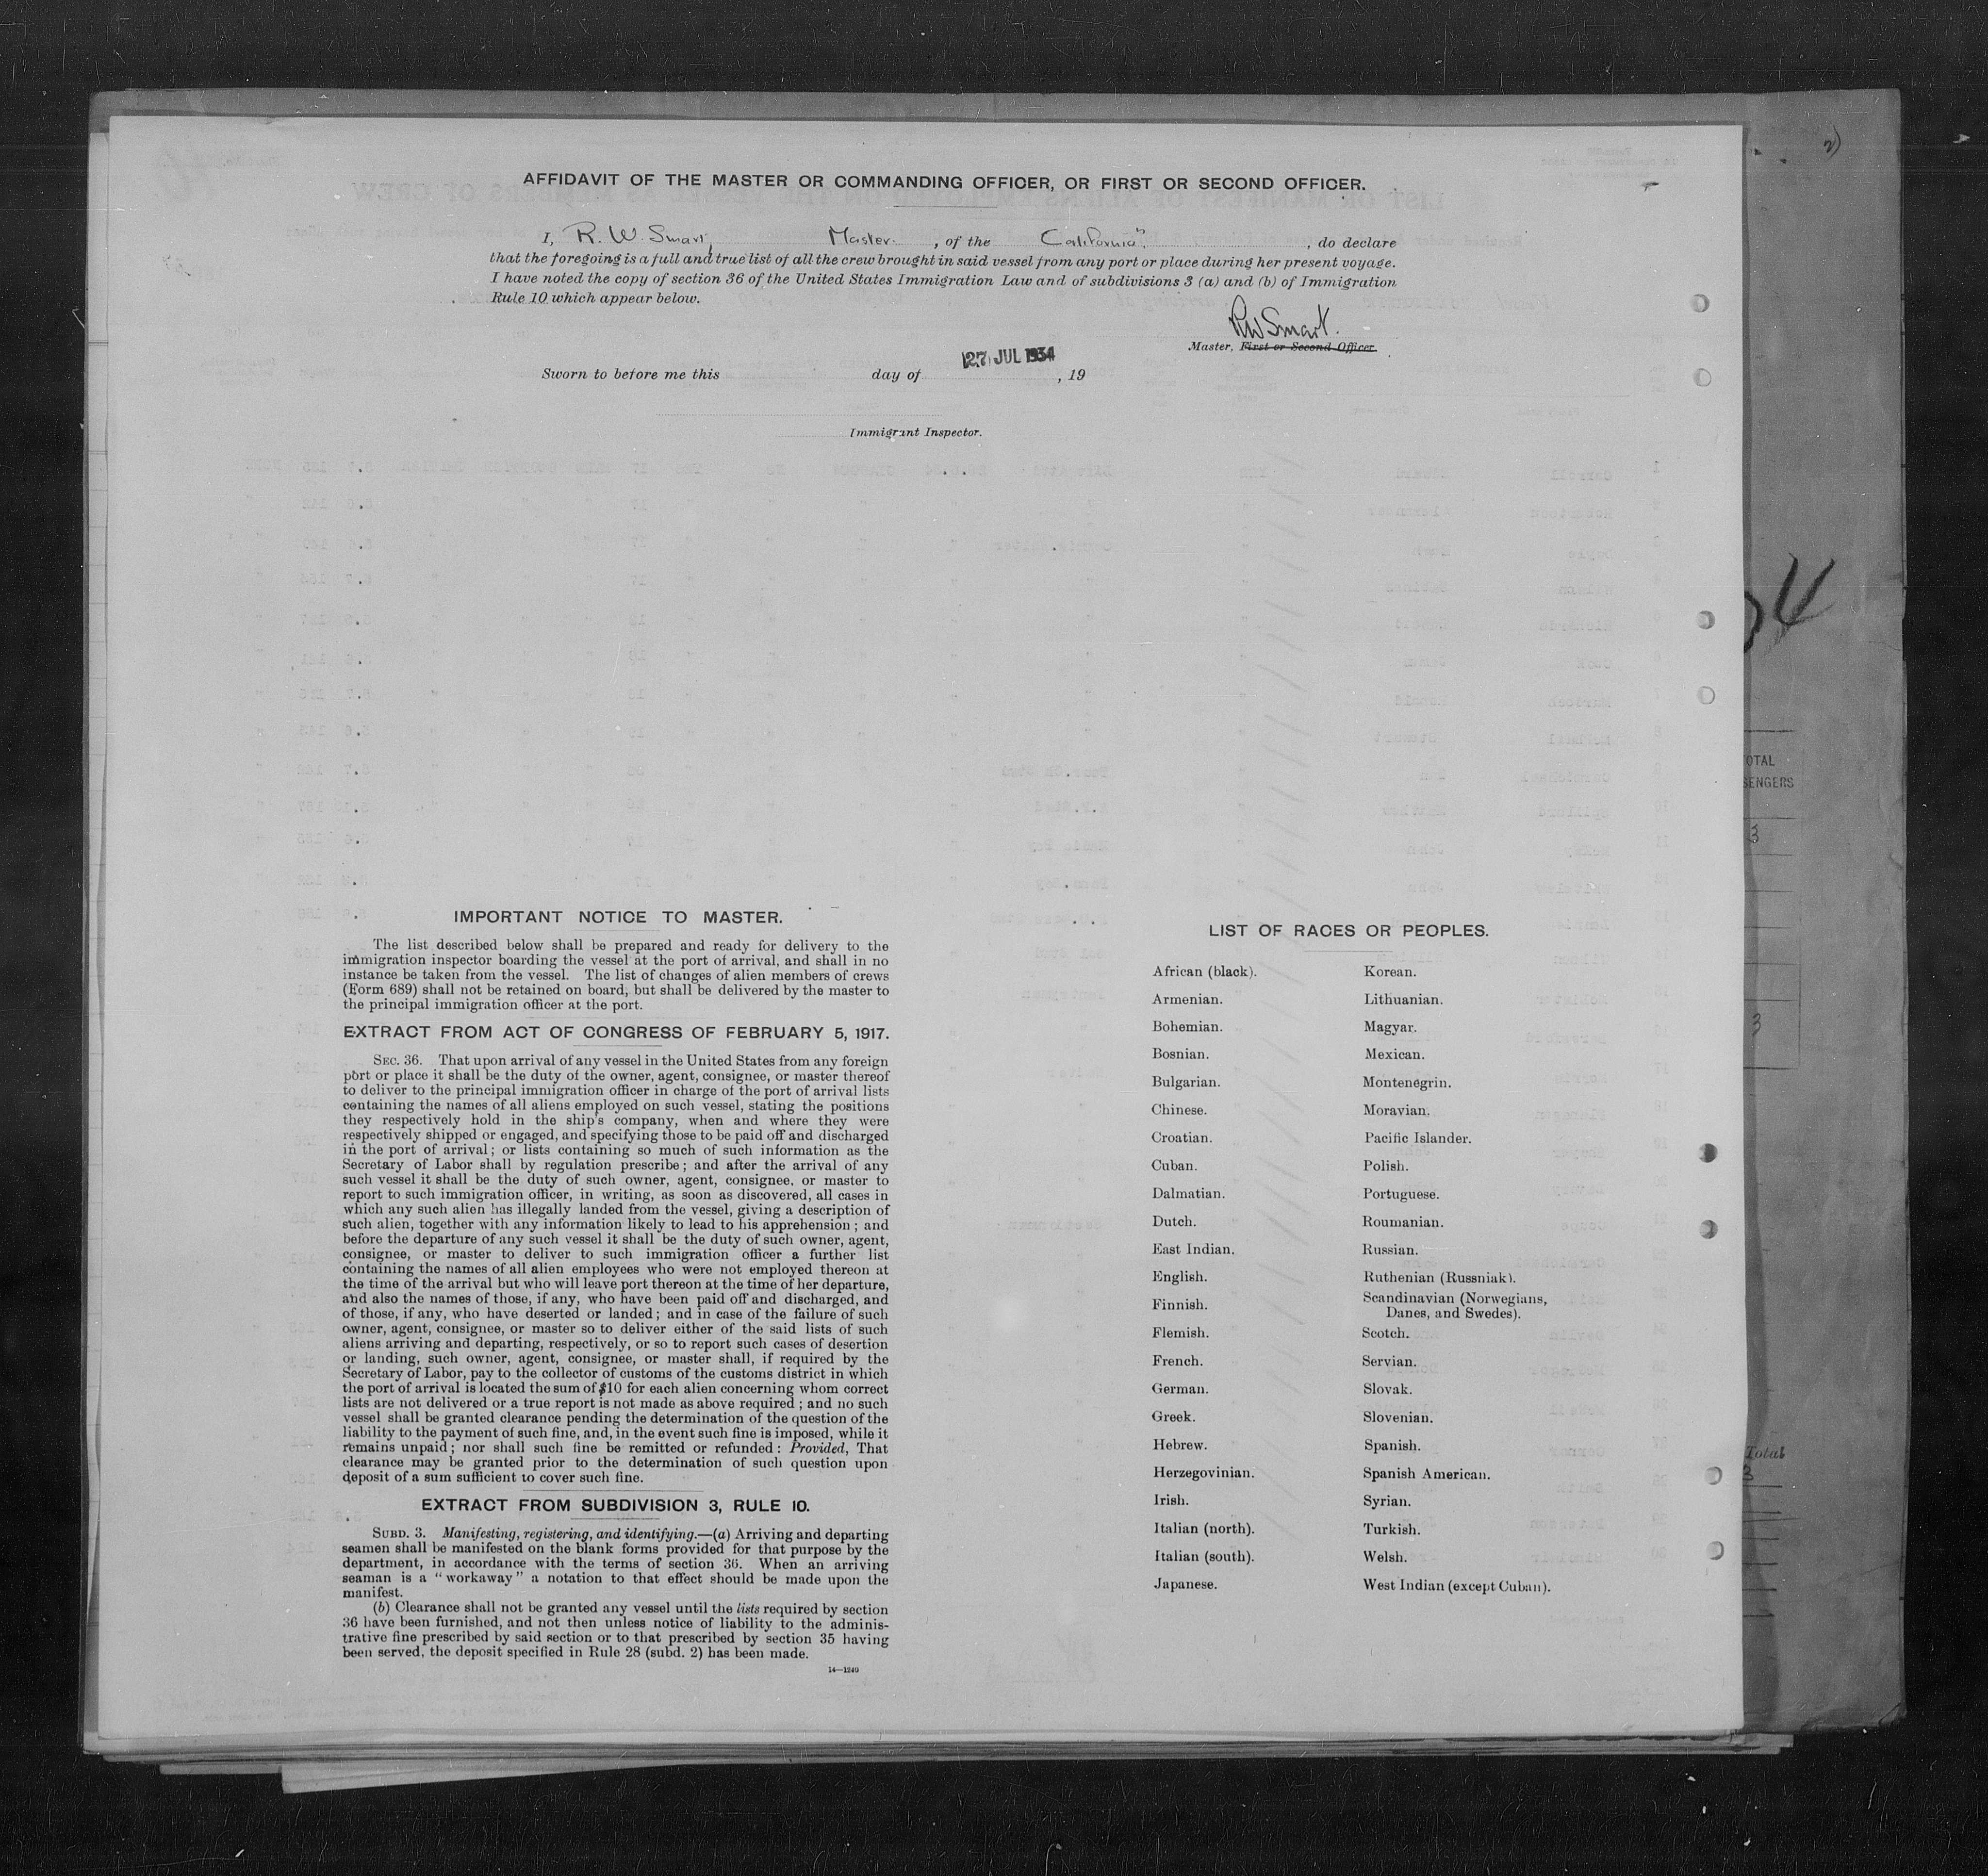 AFFIDAVIT OF THE MASTER OR COMMANDING OFFICER, OR FIRST OR SECOND OFFICER.
I, R. W. Smart, Master , of the California", do declare
that the foregoing is a full and true list of all the crew brought in said vessel from any port or place during her present voyage.
I have noted the copy of section 36 of the United States Immigration Law and of subdivisions 3 (a) and (b) of Immigration
Rule 10 which appear below.
RW Smart.
Master, First or Second Officer.
27 JUL 1934
Sworn to before me this day of , 19
Immigrant Inspector.
IMPORTANT NOTICE TO MASTER.
The list described below shall be prepared and ready for delivery to the
immigration inspector boarding the vessel at the port of arrival, and shall in no
instance be taken from the vessel. The list of changes of alien members of crews
(Form 689) shall not be retained on board, but shall be delivered by the master to
the principal immigration officer at the port.
EXTRACT FROM ACT OF CONGRESS OF FEBRUARY 5, 1917.
SEC. 36. That upon arrival of any vessel in the United States from any foreign
port or place it shall be the duty of the owner, agent, consignee, or master thereof
to deliver to the principal immigration officer in charge of the port of arrival lists
containing the names of all aliens employed on such vessel, stating the positions
they respectively hold in the ship's company, when and where they were
respectively shipped or engaged, and specifying those to be paid off and discharged
in the port of arrival; or lists containing so much of such information as the
Secretary of Labor shall by regulation prescribe; and after the arrival of any
such vessel it shall be the duty of such owner, agent, consignee, or master to
report to such immigration officer, in writing, as soon as discovered, all cases in
which any such alien has illegally landed from the vessel, giving a description of
such alien, together with any information likely to lead to his apprehension; and
before the departure of any such vessel it shall be the duty of such owner, agent,
consignee, or master to deliver to such immigration officer a further list
containing the names of all alien employees who were not employed thereon at
the time of the arrival but who will leave port thereon at the time of her departure,
and also the names of those, if any, who have been paid off and discharged, and
of those, if any, who have deserted or landed; and in case of the failure of such
owner, agent, consignee, or master so to deliver either of the said lists of such
aliens arriving and departing, respectively, or so to report such cases of desertion
or landing, such owner, agent, consignee, or master shall, if required by the
Secretary of Labor, pay to the collector of customs of the customs district in which
the port of arrival is located the sum of $10 for each alien concerning whom correct
lists are not delivered or a true report is not made as above required; and no such
vessel shall be granted clearance pending the determination of the question of the
liability to the payment of such fine, and, in the event such fine is imposed, while it
remains unpaid; nor shall such fine be remitted or refunded: Provided, That
clearance may be granted prior to the determination of such question upon
deposit of a sum sufficient to cover such fine.
EXTRACT FROM SUBDIVISION 3, RULE 10.
SUBD. 3. Manifesting, registering, and identifying.—(a) Arriving and departing
seamen shall be manifested on the blank forms provided for that purpose by the
department, in accordance with the terms of section 36. When an arriving
seaman is a "workaway" a notation to that effect should be made upon the
manifest.
(b) Clearance shall not be granted any vessel until the lists required by section
36 have been furnished, and not then unless notice of liability to the adminis-
trative fine prescribed by said section or to that prescribed by section 35 having
been served, the deposit specified in Rule 28 (subd. 2) has been made.
14—1240
LIST OF RACES OR PEOPLES.
African (black).
Armenian.
Bohemian.
Bosnian.
Bulgarian.
Chinese.
Croatian.
Cuban.
Dalmatian.
Dutch.
East Indian.
English.
Finnish.
Flemish.
French.
German.
Greek.
Hebrew.
Herzegovinian.
Irish.
Italian (north).
Italian (south).
Japanese.
Korean.
Lithuanian.
Magyar.
Mexican.
Montenegrin.
Moravian.
Pacific Islander.
Polish.
Portuguese.
Roumanian.
Russian.
Ruthenian (Russniak).
Scandinavian (Norwegians,
Danes, and Swedes).
Scotch.
Servian.
Slovak.
Slovenian.
Spanish.
Spanish American.
Syrian.
Turkish.
Welsh.
West Indian (except Cuban).
2)
4
OTAL
SENGERS
3
3
Total
3